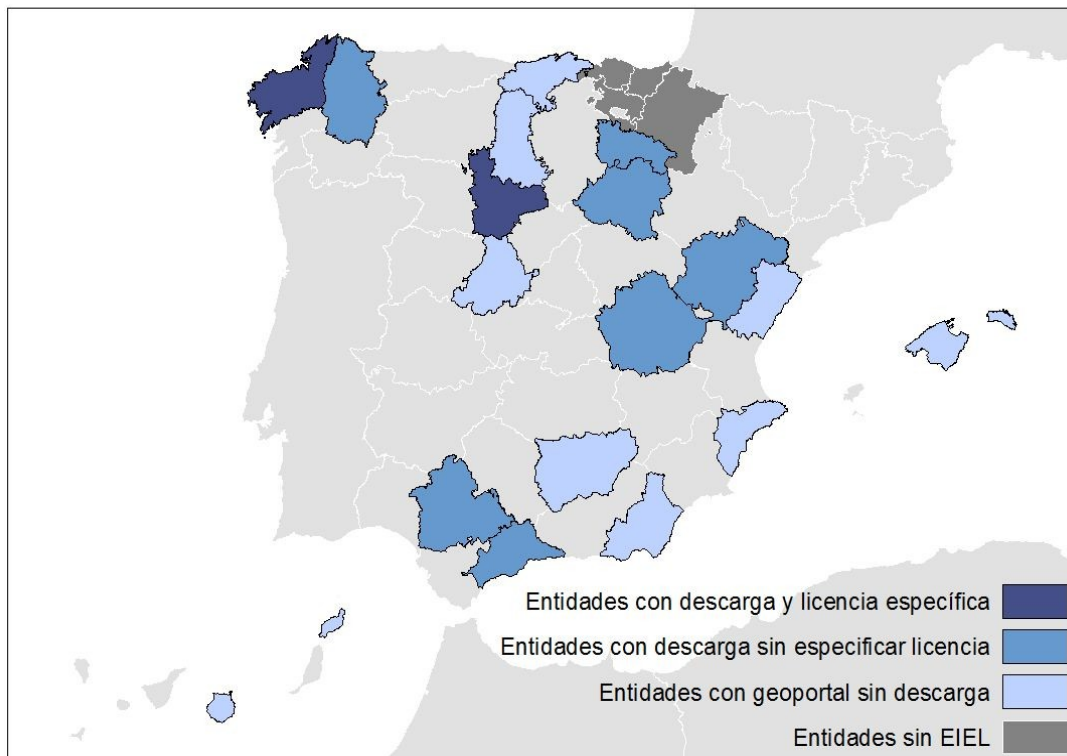 Entidades con descarga y licencia específica
Entidades con descarga sin especificar licencia
Entidades con geoportal sin descarga
Entidades sin EIEL